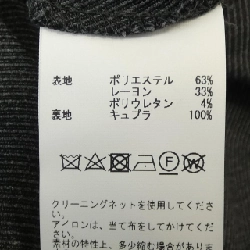 表地 ポリエステル 63%
レーヨン 33%
ポリウレタン 4%
裏地 キュプラ 100%
クリーニングネットを使用してください。
アイロンは、当て布をしてかけてください。
素材の特性上、多少縮む場合があり